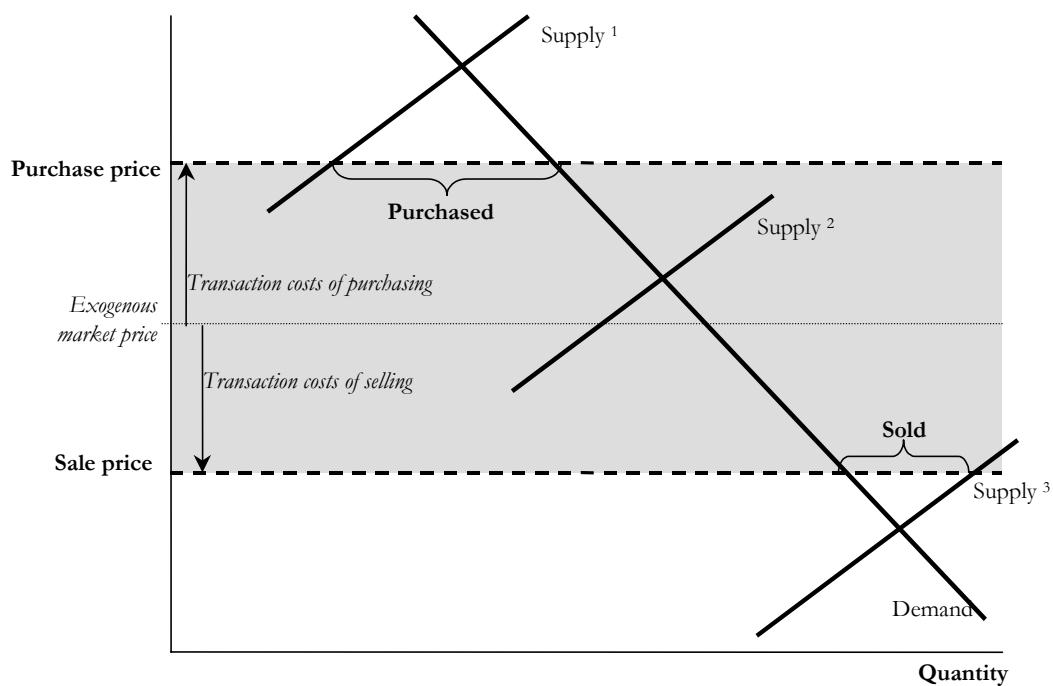 Supply 1
Purchase price
Purchased
Supply 2
Transaction costs of purchasing
Exogenous
market price
Transaction costs of selling
Sold
Sale price
Supply 3
Demand
Quantity